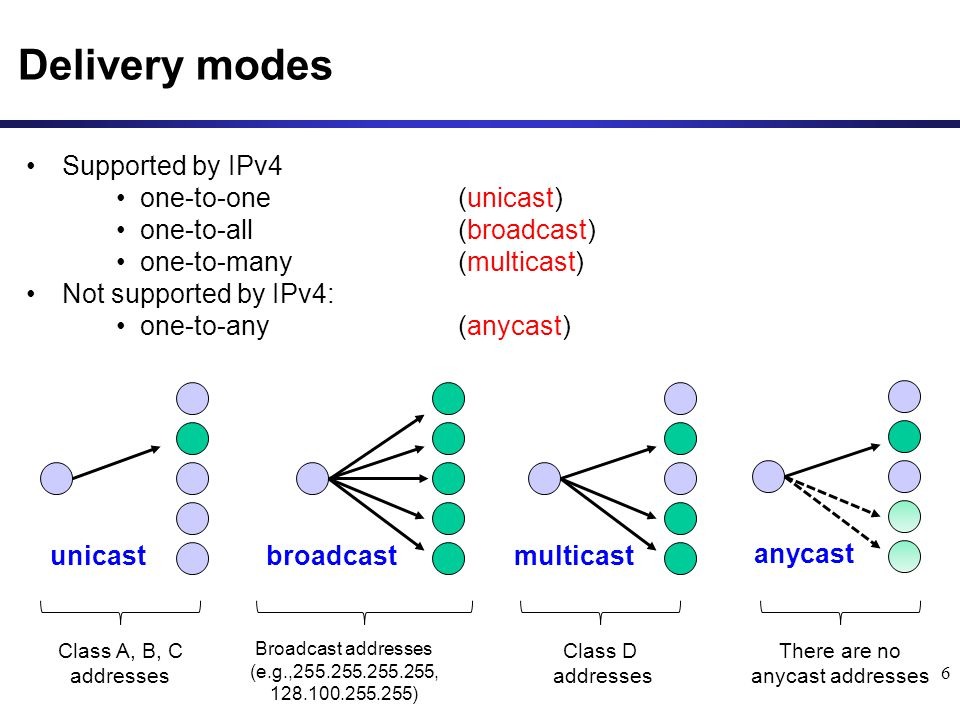 Delivery modes
• Supported by IPv4
• one-to-one (unicast)
• one-to-all (broadcast)
• one-to-many (multicast)
• Not supported by IPv4:
• one-to-any (anycast)
unicast broadcast multicast anycast
Class A, B, C
addresses
Broadcast addresses
(e.g.,255.255.255.255,
128.100.255.255)
Class D
addresses
There are no
anycast addresses
6